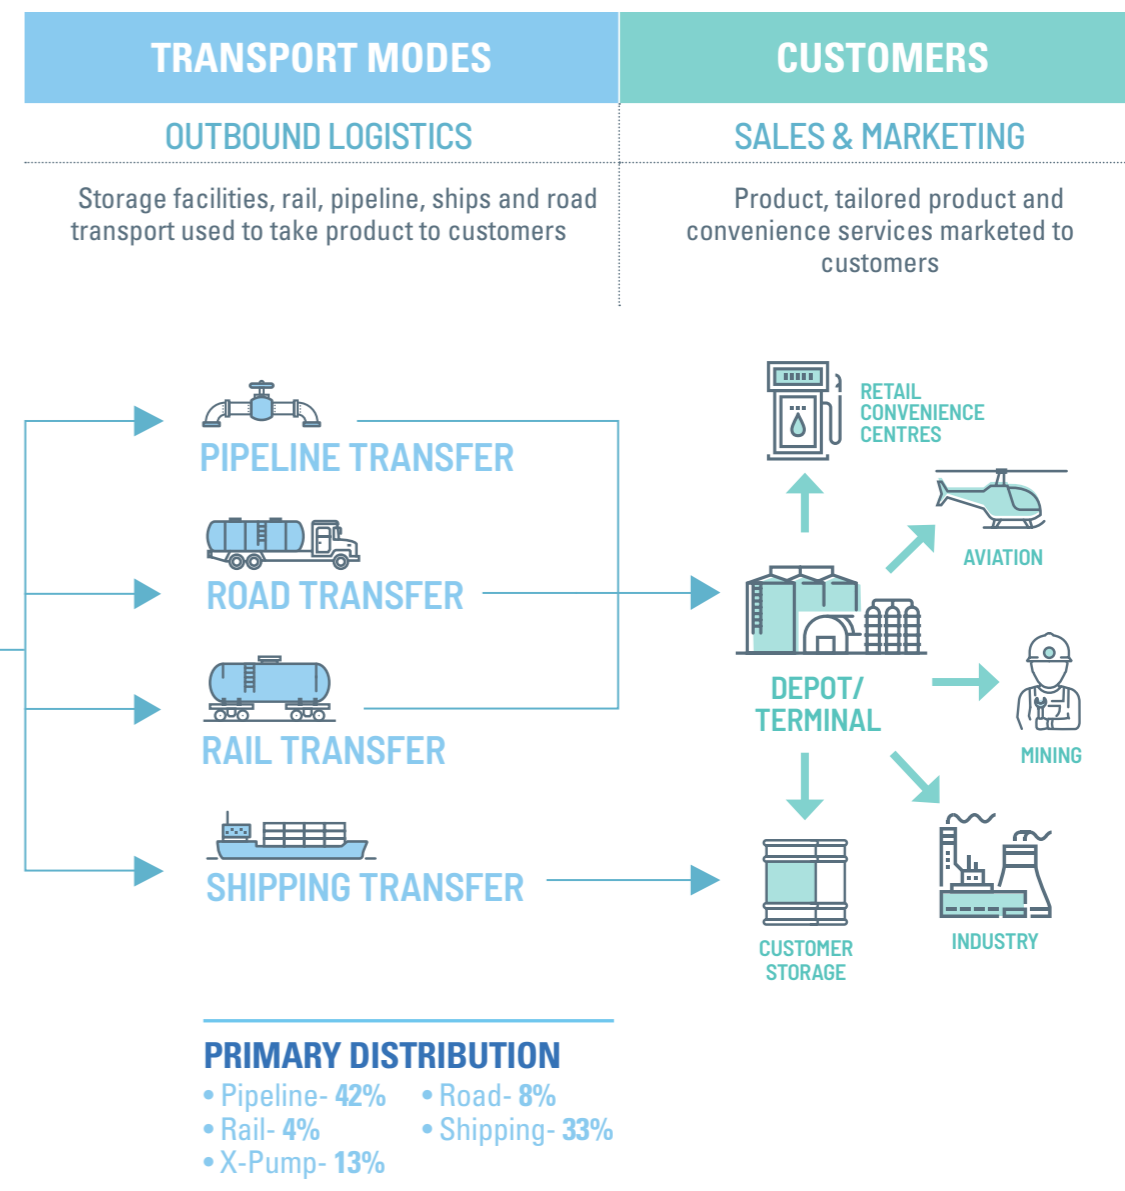 TRANSPORT MODES
CUSTOMERS
OUTBOUND LOGISTICS
SALES & MARKETING
Storage facilities, rail, pipeline, ships and road
transport used to take product to customers
Product, tailored product and
convenience services marketed to
customers
PIPELINE TRANSFER
ROAD TRANSFER
RAIL TRANSFER
SHIPPING TRANSFER
RETAIL
CONVENIENCE
CENTRES
AVIATION
DEPOT/
TERMINAL
MINING
CUSTOMER
STORAGE
INDUSTRY
PRIMARY DISTRIBUTION
• Pipeline- 42%
• Road- 8%
• Rail- 4%
• Shipping- 33%
• X-Pump- 13%